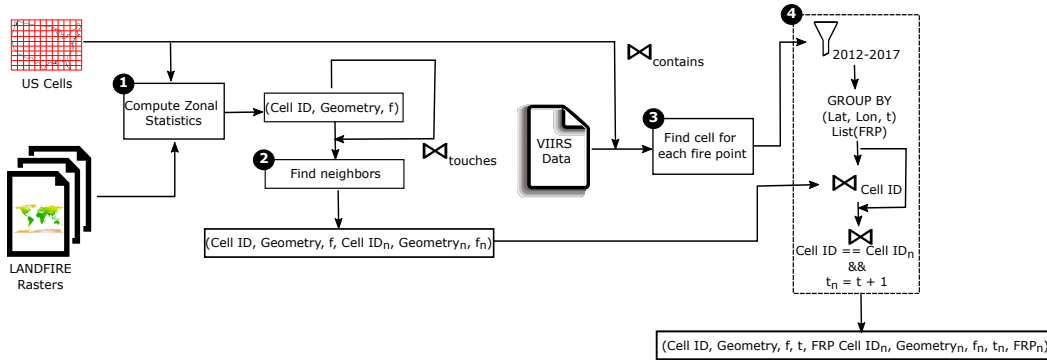 US Cells
LANDFIRE
Rasters
1
Compute Zonal
Statistics
(Cell ID, Geometry, f)
touches
2
Find neighbors
(Cell ID, Geometry, f, Cell IDn, Geometryn, fn)
contains
VIIRS
Data
3
Find cell for
each fire point
4
2012-2017
GROUP BY
(Lat, Lon, t)
List(FRP)
Cell ID
Cell ID == Cell IDn
&&
tn = t + 1
(Cell ID, Geometry, f, t, FRP Cell IDn, Geometryn, fn, tn, FRPn)